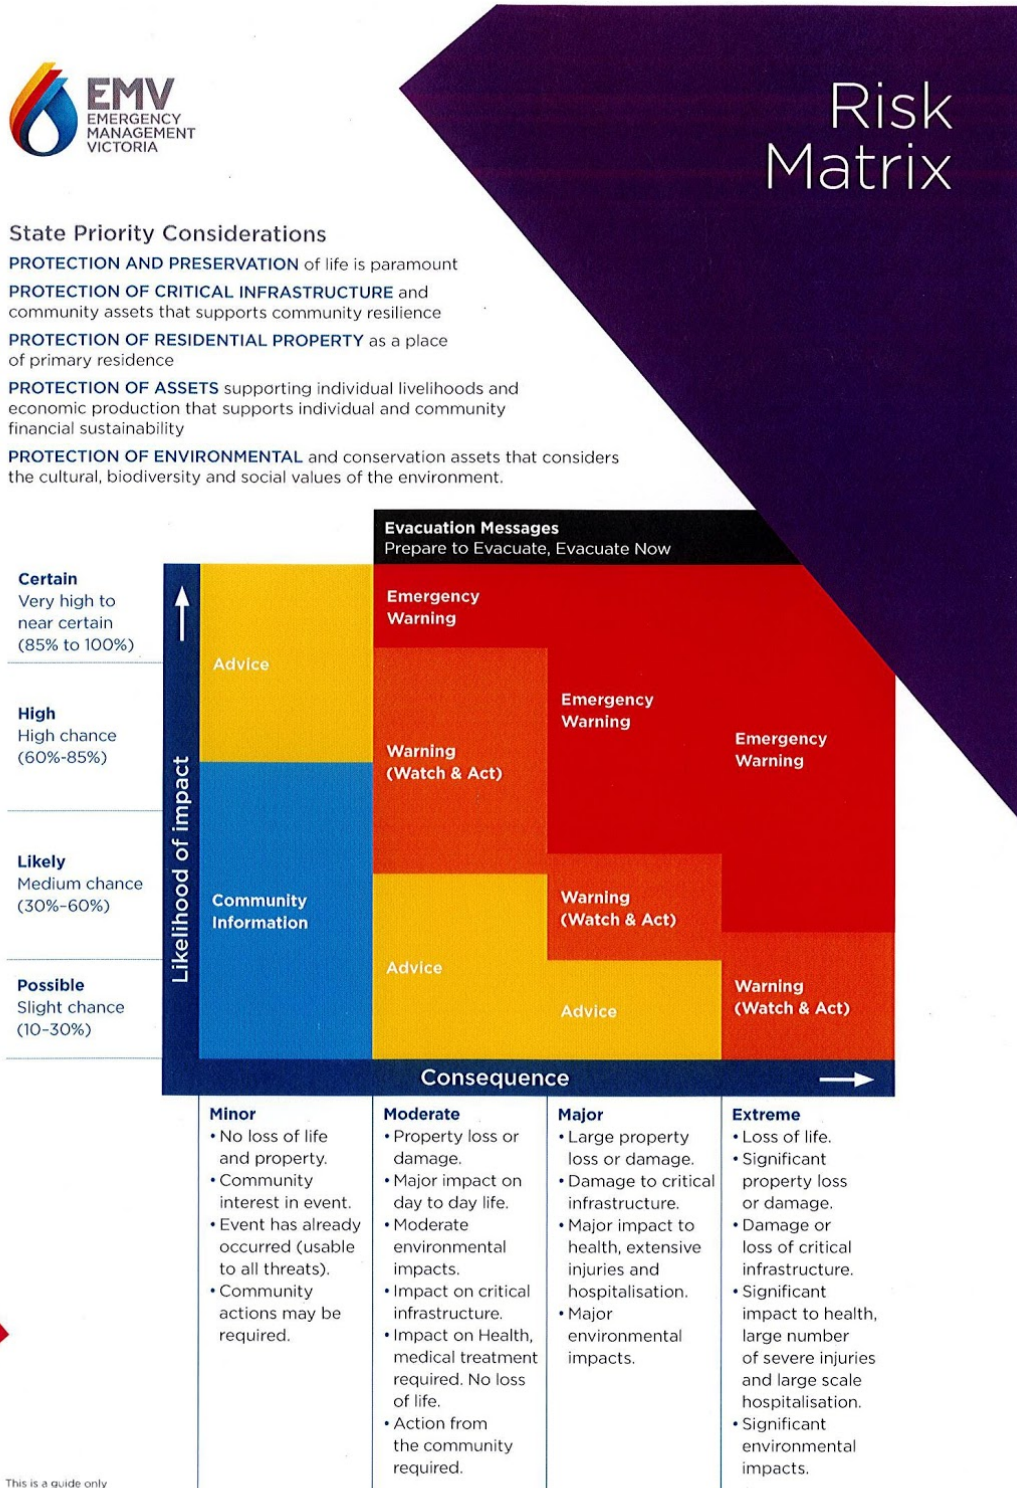 EMV
EMERGENCY
MANAGEMENT
VICTORIA
Risk
Matrix
State Priority Considerations
PROTECTION AND PRESERVATION of life is paramount
PROTECTION OF CRITICAL INFRASTRUCTURE and
community assets that supports community resilience
PROTECTION OF RESIDENTIAL PROPERTY as a place
of primary residence
PROTECTION OF ASSETS supporting individual livelihoods and
economic production that supports individual and community
financial sustainability
PROTECTION OF ENVIRONMENTAL and conservation assets that considers
the cultural, biodiversity and social values of the environment.
Evacuation Messages
Prepare to Evacuate, Evacuate Now
Certain
Very high to
near certain
(85% to 100%)
High
High chance
(60%-85%)
Likely
Medium chance
(30%-60%)
Possible
Slight chance
(10-30%)
Likelihood of impact
Advice
Community
Information
Emergency
Warning
Warning
(Watch & Act)
Advice
Emergency
Warning
Warning
(Watch & Act)
Advice
Emergency
Warning
Warning
(Watch & Act)
Consequence
Minor
• No loss of life
and property.
• Community
interest in event.
• Event has already
occurred (usable
to all threats).
• Community
actions may be
required.
Moderate
• Property loss or
damage.
• Major impact on
day to day life.
• Moderate
environmental
impacts.
• Impact on critical
infrastructure.
• Impact on Health,
medical treatment
required. No loss
of life.
• Action from
the community
required.
Major
• Large property
loss or damage.
• Damage to critical
infrastructure.
• Major impact to
health, extensive
injuries and
hospitalisation.
• Major
environmental
impacts.
Extreme
• Loss of life.
• Significant
property loss
or damage.
• Damage or
loss of critical
infrastructure.
• Significant
impact to health,
large number
of severe injuries
and large scale
hospitalisation.
• Significant
environmental
impacts.
This is a guide only